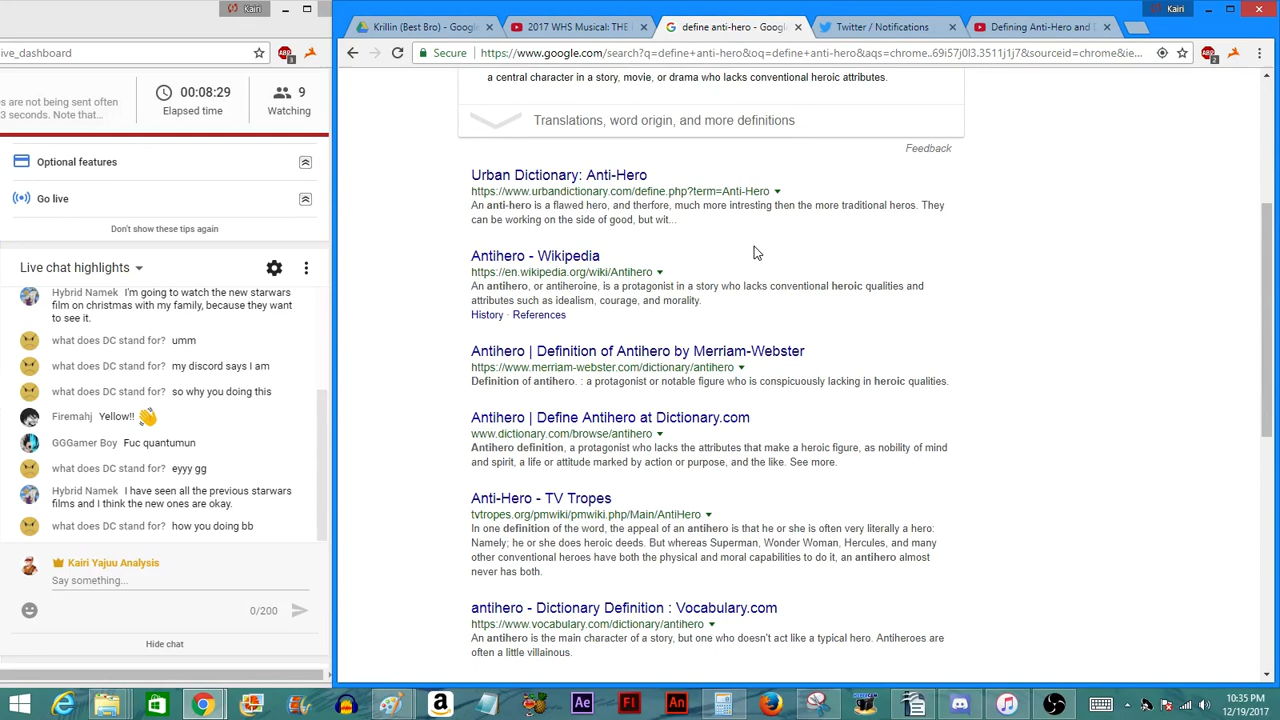 Kairi
ive_dashboard
es are not being sent often
3 seconds. Note that...
00:08:29
Elapsed time
9
Watching
Optional features
Go live
Don't show these tips again
Live chat highlights
Hybrid Namek I'm going to watch the new starwars
film on christmas with my family, because they want
to see it.
what does DC stand for? umm
what does DC stand for? my discord says I am
what does DC stand for? so why you doing this
Firemahj Yellow!!
GGGamer Boy Fuc quantumun
what does DC stand for? eyyy gg
Hybrid Namek I have seen all the previous starwars
films and I think the new ones are okay.
what does DC stand for? how you doing bb
Kairi Yajuu Analysis
Say something...
0/200
Hide chat
Kairi
Krillin (Best Bro) - Google
2017 WHS Musical: THE
define anti-hero - Google
Twitter / Notifications
Defining Anti-Hero and
Secure https://www.google.com/search?q=define+anti-hero&oq=define+anti-hero&aqs=chrome..69i57j0l3.3511j1j7&sourceid=chrome&ie...
a central character in a story, movie, or drama who lacks conventional heroic attributes.
Translations, word origin, and more definitions
Feedback
Urban Dictionary: Anti-Hero
https://www.urbandictionary.com/define.php?term=Anti-Hero
An anti-hero is a flawed hero, and therfore, much more intresting then the more traditional heros. They
can be working on the side of good, but wit...
Antihero - Wikipedia
https://en.wikipedia.org/wiki/Antihero
An antihero, or antiheroine, is a protagonist in a story who lacks conventional heroic qualities and
attributes such as idealism, courage, and morality.
History · References
Antihero | Definition of Antihero by Merriam-Webster
https://www.merriam-webster.com/dictionary/antihero
Definition of antihero. : a protagonist or notable figure who is conspicuously lacking in heroic qualities.
Antihero | Define Antihero at Dictionary.com
www.dictionary.com/browse/antihero
Antihero definition, a protagonist who lacks the attributes that make a heroic figure, as nobility of mind
and spirit, a life or attitude marked by action or purpose, and the like. See more.
Anti-Hero - TV Tropes
tvtropes.org/pmwiki/pmwiki.php/Main/AntiHero
In one definition of the word, the appeal of an antihero is that he or she is often very literally a hero:
Namely; he or she does heroic deeds. But whereas Superman, Wonder Woman, Hercules, and many
other conventional heroes have both the physical and moral capabilities to do it, an antihero almost
never has both.
antihero - Dictionary Definition : Vocabulary.com
https://www.vocabulary.com/dictionary/antihero
An antihero is the main character of a story, but one who doesn't act like a typical hero. Antiheroes are
often a little villainous.
Ae
Fl
An
10:35 PM
12/19/2017